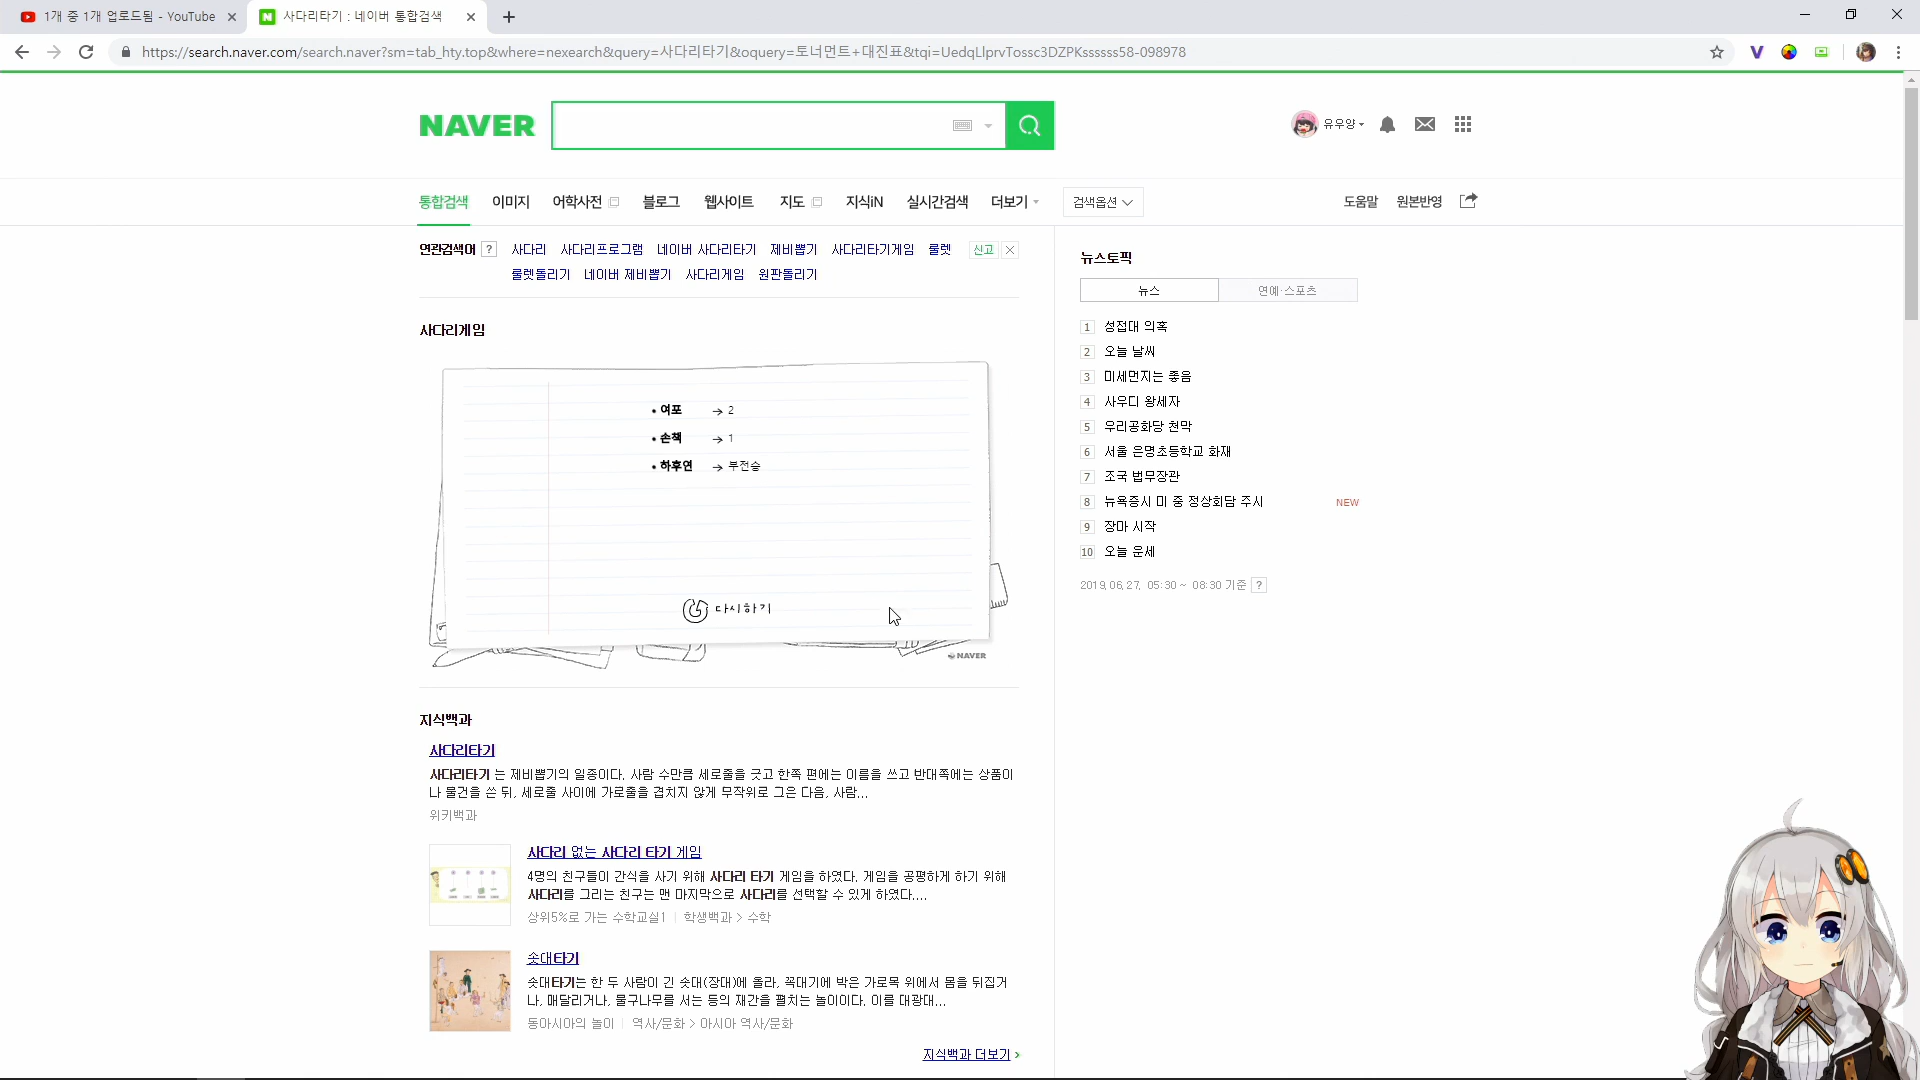 1개 중 1개 업로드됨 - YouTube
사다리타기 : 네이버 통합검색
https://search.naver.com/search.naver?sm=tab_hty.top&where=nexearch&query=사다리타기&oquery=토너먼트+대진표&tqi=UedqLlprvTossc3DZPKssssss58-098978
NAVER
유우양
통합검색 이미지 어학사전 블로그 웹사이트 지도 지식iN 실시간검색 더보기 검색옵션 도움말 원본반영
연관검색어 ? 사다리 사다리프로그램 네이버 사다리타기 제비뽑기 사다리타기게임 룰렛 신고
룰렛돌리기 네이버 제비뽑기 사다리게임 원판돌리기
사다리게임
• 여포 → 2
• 손책 → 1
• 하후연 → 부전승
다시하기
NAVER
지식백과
사다리타기
사다리타기 는 제비뽑기의 일종이다. 사람 수만큼 세로줄을 긋고 한쪽 편에는 이름을 쓰고 반대쪽에는 상품이
나 물건을 쓴 뒤, 세로줄 사이에 가로줄을 겹치지 않게 무작위로 그은 다음, 사람...
위키백과
사다리 없는 사다리 타기 게임
4명의 친구들이 간식을 사기 위해 사다리 타기 게임을 하였다. 게임을 공평하게 하기 위해
사다리를 그리는 친구는 맨 마지막으로 사다리를 선택할 수 있게 하였다....
상위5%로 가는 수학교실1 | 학생백과 > 수학
솟대타기
솟대타기는 한 두 사람이 긴 솟대(장대)에 올라, 꼭대기에 박은 가로목 위에서 몸을 뒤집거
나, 매달리거나, 물구나무를 서는 등의 재간을 펼치는 놀이이다. 이를 대광대...
동아시아의 놀이 | 역사/문화 > 아시아 역사/문화
지식백과 더보기 >
뉴스토픽
뉴스 연예·스포츠
1 성접대 의혹
2 오늘 날씨
3 미세먼지는 좋음
4 사우디 왕세자
5 우리공화당 천막
6 서울 은명초등학교 화재
7 조국 법무장관
8 뉴욕증시 미 중 정상회담 주시 NEW
9 장마 시작
10 오늘 운세
2019.06.27. 05:30 ~ 08:30 기준 ?